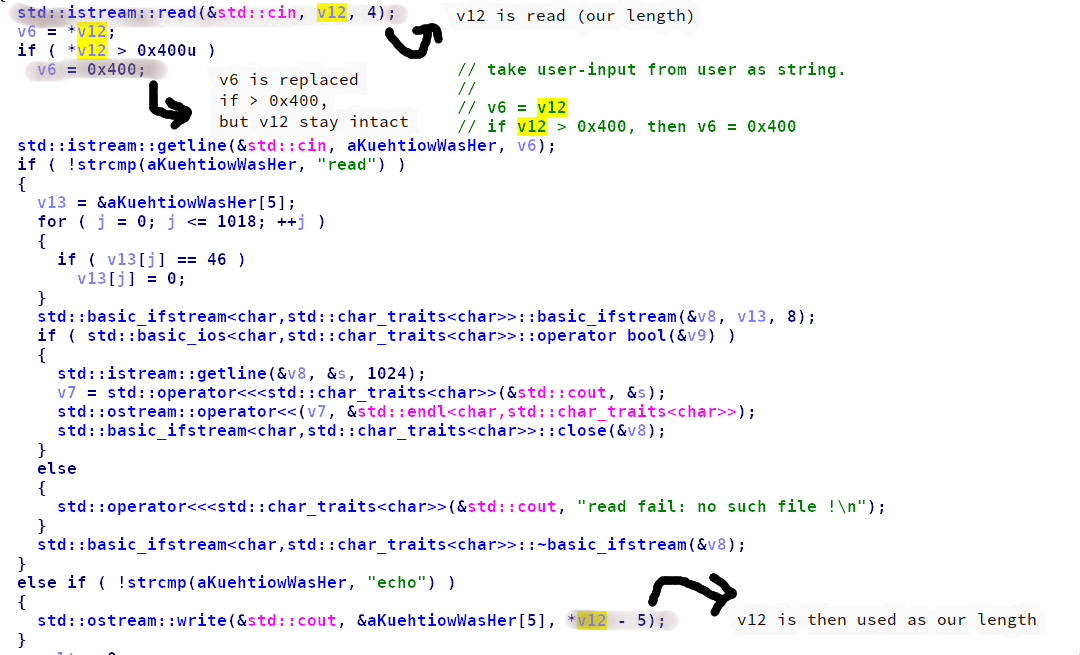 std::istream::read(&std::cin, v12, 4);
v12 is read (our length)
v6 = *v12;
if ( *v12 > 0x400u )
v6 = 0x400;
v6 is replaced
if > 0x400,
but v12 stay intact
// take user-input from user as string.
//
// v6 = v12
// if v12 > 0x400, then v6 = 0x400
std::istream::getline(&std::cin, aKuehtiowWasHer, v6);
if ( !strcmp(aKuehtiowWasHer, "read") )
{
v13 = &aKuehtiowWasHer[5];
for ( j = 0; j <= 1018; ++j )
{
if ( v13[j] == 46 )
v13[j] = 0;
}
std::basic_ifstream<char,std::char_traits<char>>::basic_ifstream(&v8, v13, 8);
if ( std::basic_ios<char,std::char_traits<char>>::operator bool(&v9) )
{
std::istream::getline(&v8, &s, 1024);
v7 = std::operator<<<std::char_traits<char>>(&std::cout, &s);
std::ostream::operator<<(v7, &std::endl<char,std::char_traits<char>>);
std::basic_ifstream<char,std::char_traits<char>>::close(&v8);
}
else
{
std::operator<<<std::char_traits<char>>(&std::cout, "read fail: no such file !\n");
}
std::basic_ifstream<char,std::char_traits<char>>::~basic_ifstream(&v8);
}
else if ( !strcmp(aKuehtiowWasHer, "echo") )
{
std::ostream::write(&std::cout, &aKuehtiowWasHer[5], *v12 - 5);
v12 is then used as our length
}